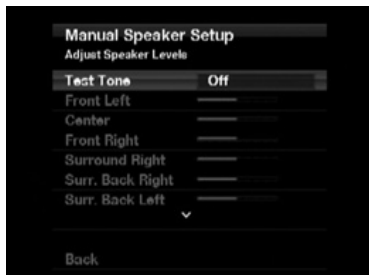 Manual Speaker Setup
Adjust Speaker Levels
Test Tone Off
Front Left
Center
Front Right
Surround Right
Surr. Back Right
Surr. Back Left
Back